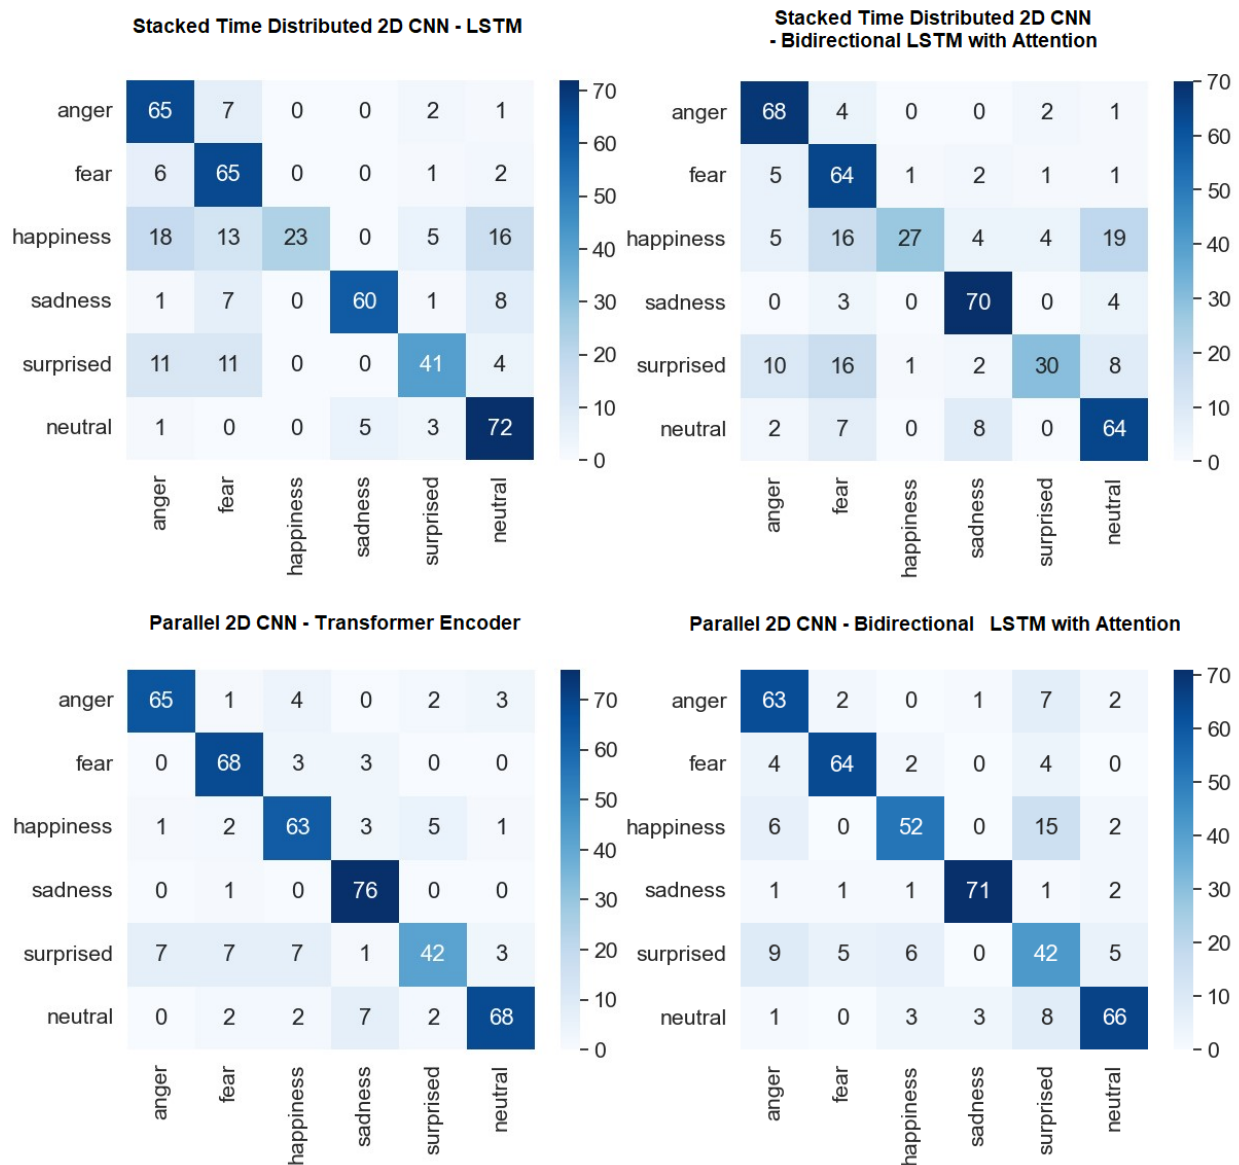 Stacked Time Distributed 2D CNN - LSTM
anger 65 7 0 0 2 1
fear 6 65 0 0 1 2
happiness 18 13 23 0 5 16
sadness 1 7 0 60 1 8
surprised 11 11 0 0 41 4
neutral 1 0 0 5 3 72
anger fear happiness sadness surprised neutral
70
60
50
40
30
20
10
0
Stacked Time Distributed 2D CNN
- Bidirectional LSTM with Attention
anger 68 4 0 0 2 1
fear 5 64 1 2 1 1
happiness 5 16 27 4 4 19
sadness 0 3 0 70 0 4
surprised 10 16 1 2 30 8
neutral 2 7 0 8 0 64
anger fear happiness sadness surprised neutral
70
60
50
40
30
20
10
0
Parallel 2D CNN - Transformer Encoder
anger 65 1 4 0 2 3
fear 0 68 3 3 0 0
happiness 1 2 63 3 5 1
sadness 0 1 0 76 0 0
surprised 7 7 7 1 42 3
neutral 0 2 2 7 2 68
anger fear happiness sadness surprised neutral
70
60
50
40
30
20
10
0
Parallel 2D CNN - Bidirectional LSTM with Attention
anger 63 2 0 1 7 2
fear 4 64 2 0 4 0
happiness 6 0 52 0 15 2
sadness 1 1 1 71 1 2
surprised 9 5 6 0 42 5
neutral 1 0 3 3 8 66
anger fear happiness sadness surprised neutral
70
60
50
40
30
20
10
0